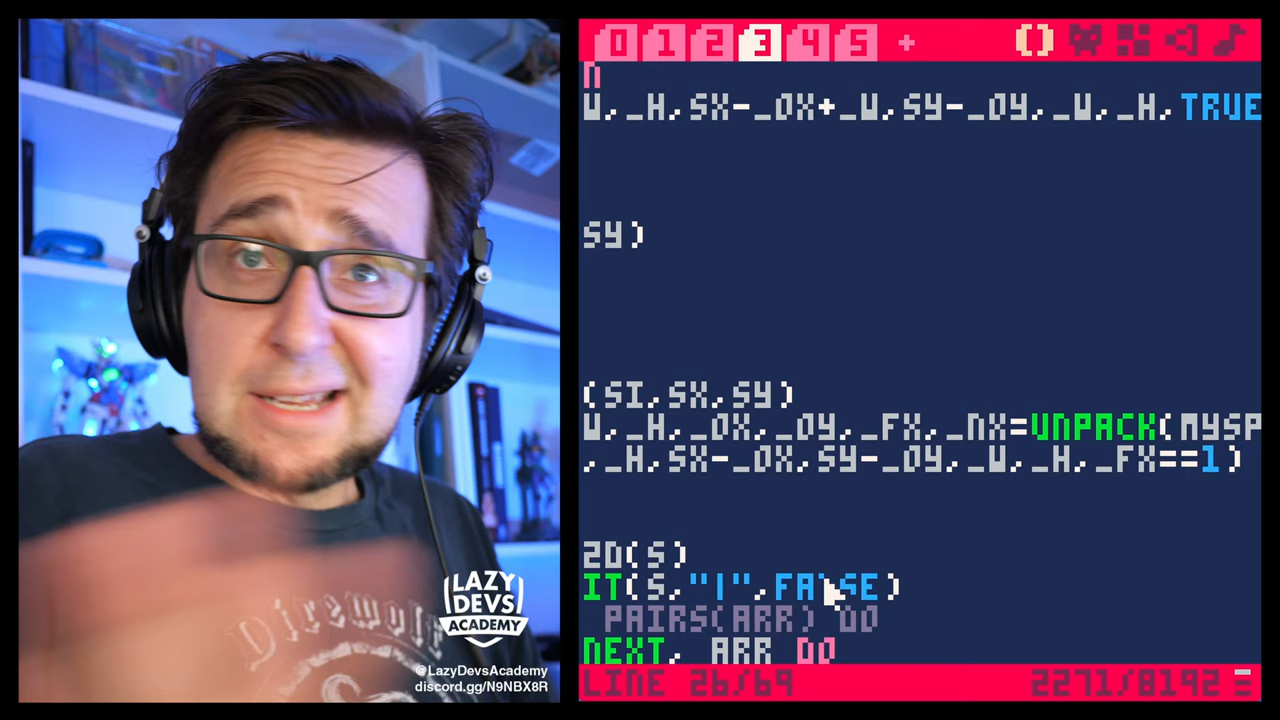 Direwolf
LAZY
DEVS
ACADEMY
@LazyDevsAcademy
discord.gg/N9NBX8R
0 1 2 3 4 5 +
N
W,_H,SX-_OX+_W,SY-_OY,_W,_H,TRUE
SY)
(SI,SX,SY)
W,_H,_OX,_OY,_FX,_NX=UNPACK(MYSP
,_H,SX-_OX,SY-_OY,_W,_H,_FX==1)
2D(S)
IT(S,"|",FALSE)
PAIRS(ARR) DO
NEXT, ARR DO
LINE 26/69
2271/8192